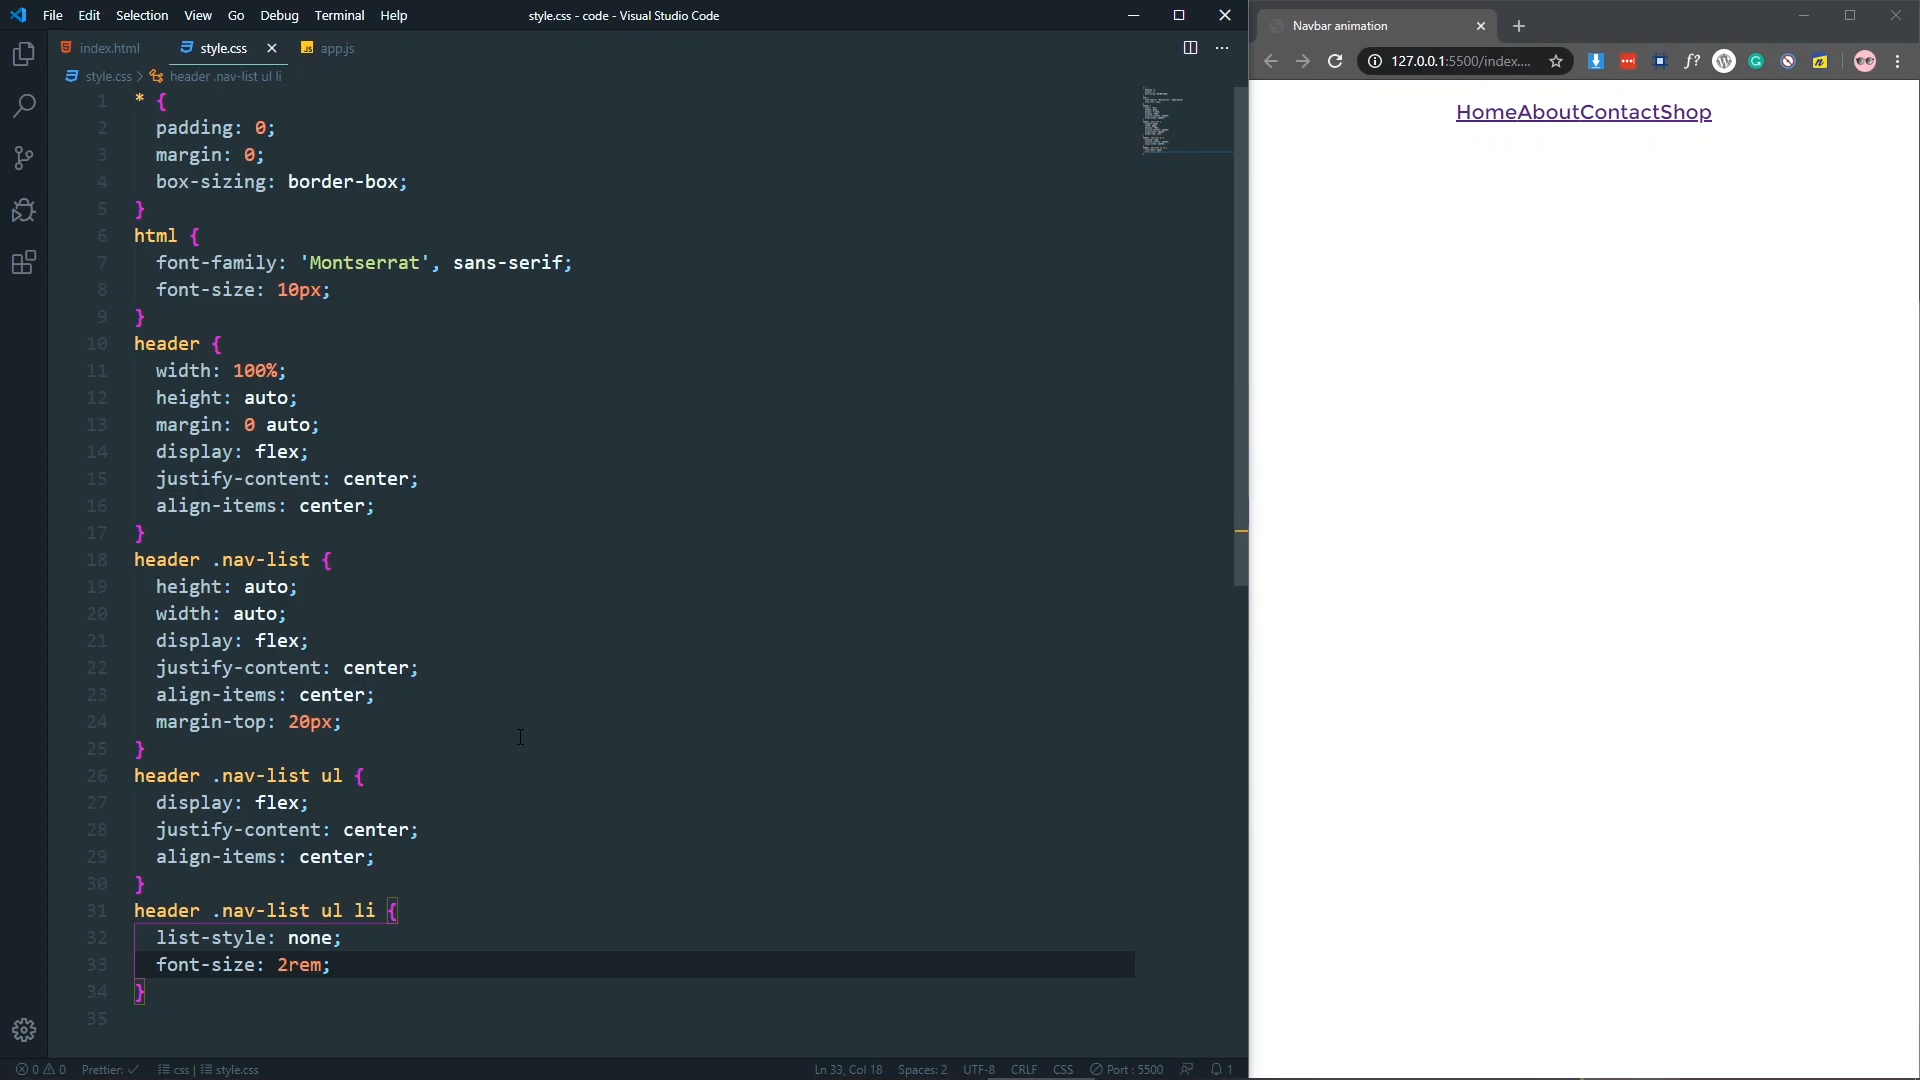 File Edit Selection View Go Debug Terminal Help
style.css - code - Visual Studio Code
index.html
style.css
app.js
style.css > header .nav-list ul li
1 * {
2 padding: 0;
3 margin: 0;
4 box-sizing: border-box;
5 }
6 html {
7 font-family: 'Montserrat', sans-serif;
8 font-size: 10px;
9 }
10 header {
11 width: 100%;
12 height: auto;
13 margin: 0 auto;
14 display: flex;
15 justify-content: center;
16 align-items: center;
17 }
18 header .nav-list {
19 height: auto;
20 width: auto;
21 display: flex;
22 justify-content: center;
23 align-items: center;
24 margin-top: 20px;
25 }
26 header .nav-list ul {
27 display: flex;
28 justify-content: center;
29 align-items: center;
30 }
31 header .nav-list ul li {
32 list-style: none;
33 font-size: 2rem;
34 }
35
0 0 Prettier: ✓ css | style.css
Ln 33, Col 18 Spaces: 2 UTF-8 CRLF CSS Port : 5500 1
Navbar animation
127.0.0.1:5500/index....
f?
HomeAboutContactShop